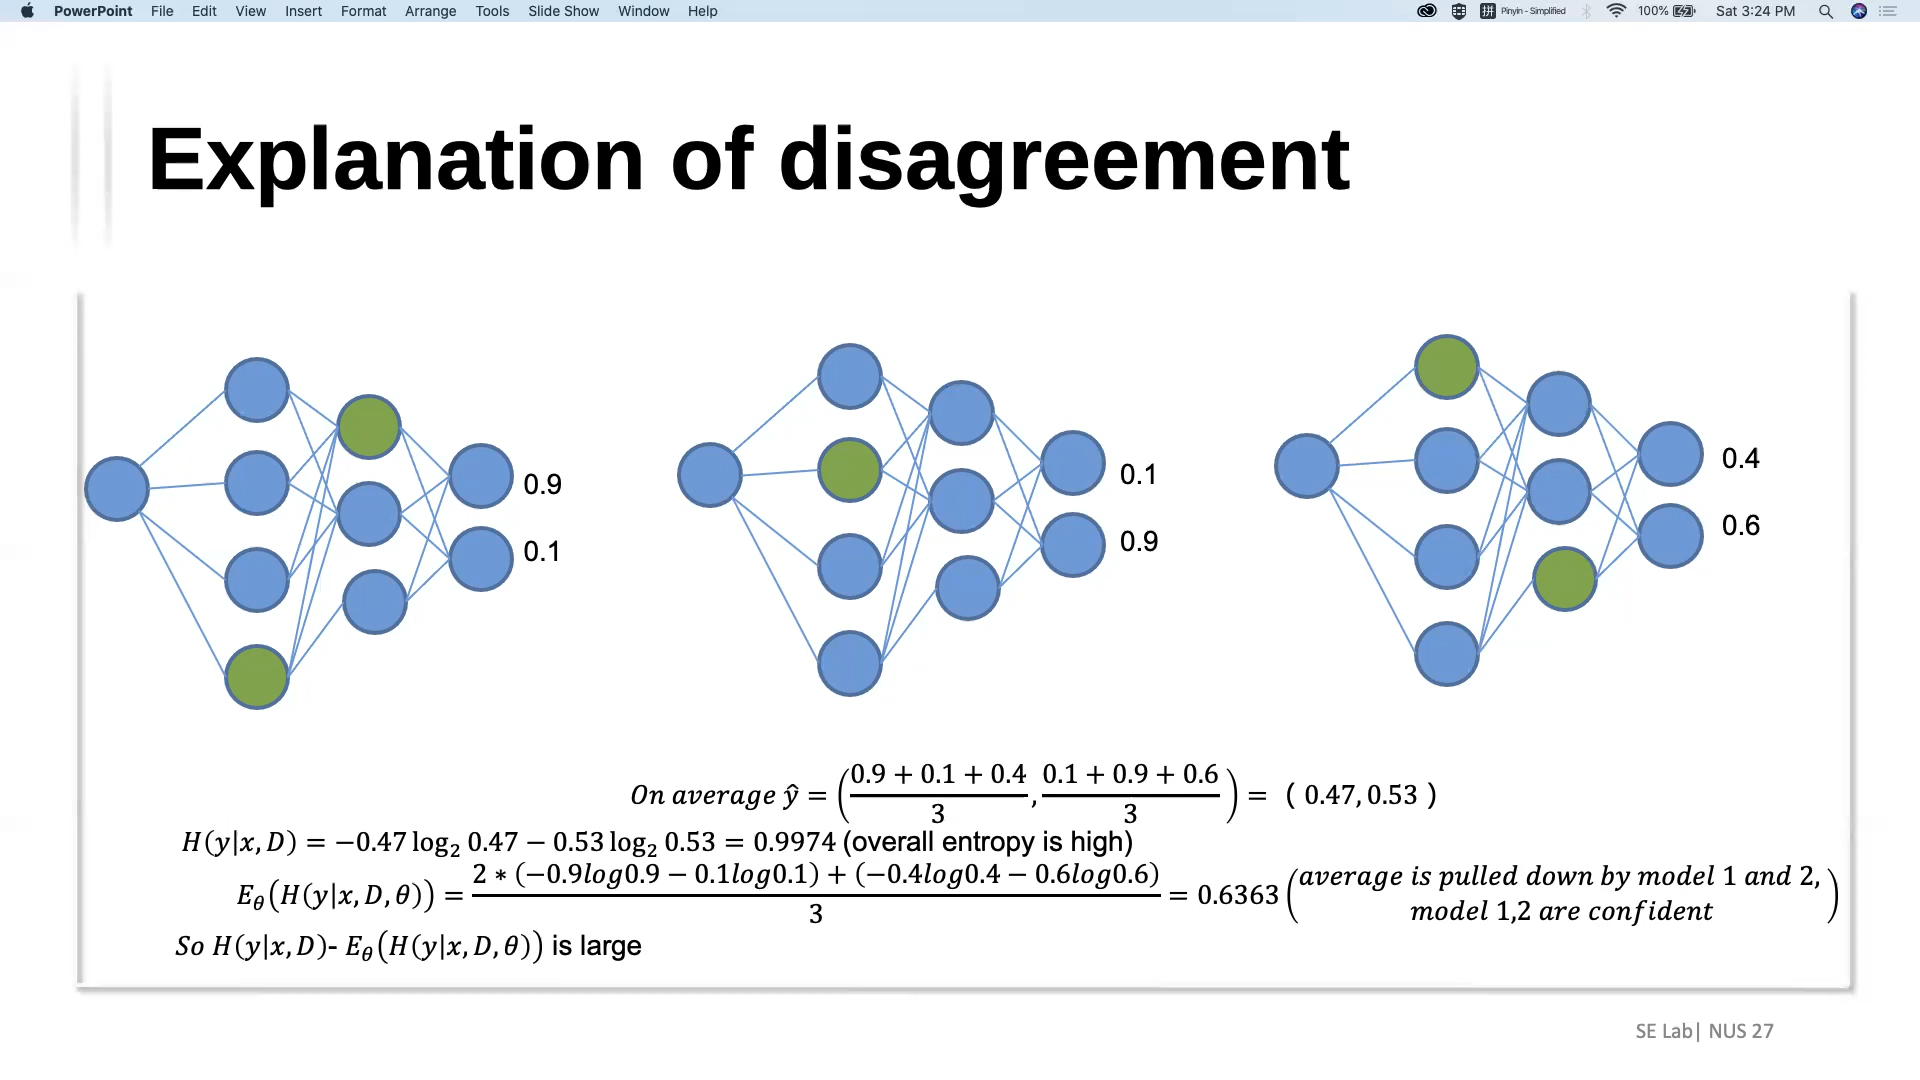 PowerPoint File Edit View Insert Format Arrange Tools Slide Show Window Help Pinyin - Simplified 100% Sat 3:24 PM
Explanation of disagreement
0.9
0.1
0.1
0.9
0.4
0.6
On average ŷ = (0.9 + 0.1 + 0.4 / 3, 0.1 + 0.9 + 0.6 / 3) = ( 0.47, 0.53 )
H(y|x, D) = −0.47 log₂ 0.47 − 0.53 log₂ 0.53 = 0.9974 (overall entropy is high)
E_θ(H(y|x, D, θ)) = 2 ∗ (−0.9log0.9 − 0.1log0.1) + (−0.4log0.4 − 0.6log0.6) / 3 = 0.6363 (average is pulled down by model 1 and 2,
model 1,2 are confident)
So H(y|x, D)- E_θ(H(y|x, D, θ)) is large
SE Lab| NUS 27